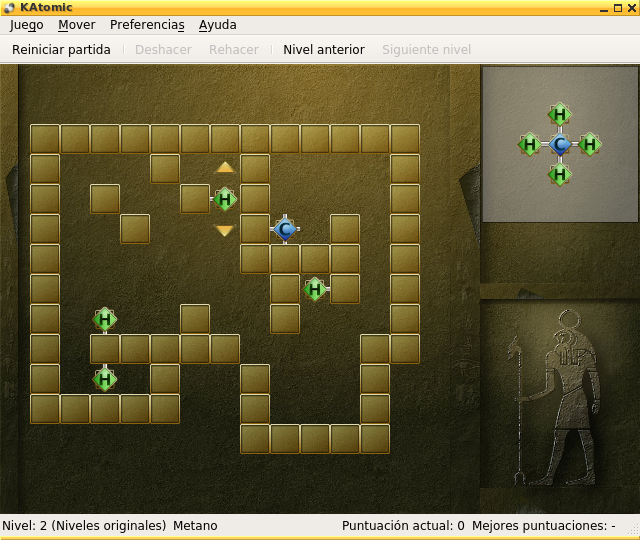 KAtomic
Juego Mover Preferencias Ayuda
Reiniciar partida Deshacer Rehacer Nivel anterior Siguiente nivel
H
H C H
H
H
C
H
H
H
Nivel: 2 (Niveles originales) Metano Puntuación actual: 0 Mejores puntuaciones: -